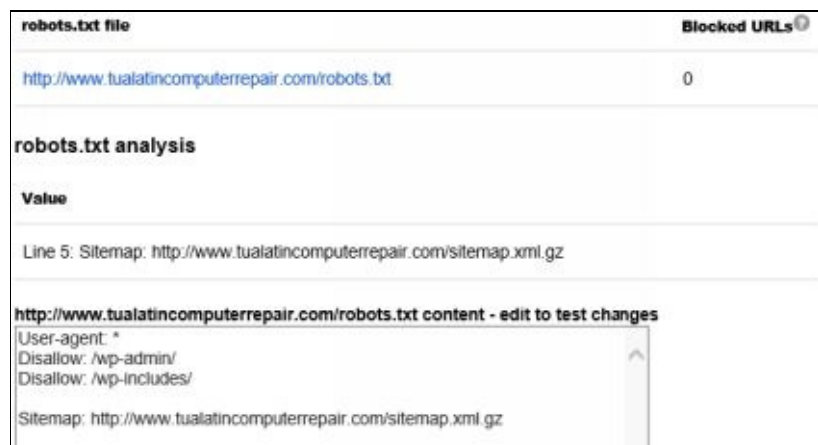 robots.txt file Blocked URLs?
http://www.tualatincomputerrepair.com/robots.txt 0
robots.txt analysis
Value
Line 5: Sitemap: http://www.tualatincomputerrepair.com/sitemap.xml.gz
http://www.tualatincomputerrepair.com/robots.txt content - edit to test changes
User-agent: *
Disallow: /wp-admin/
Disallow: /wp-includes/
Sitemap: http://www.tualatincomputerrepair.com/sitemap.xml.gz